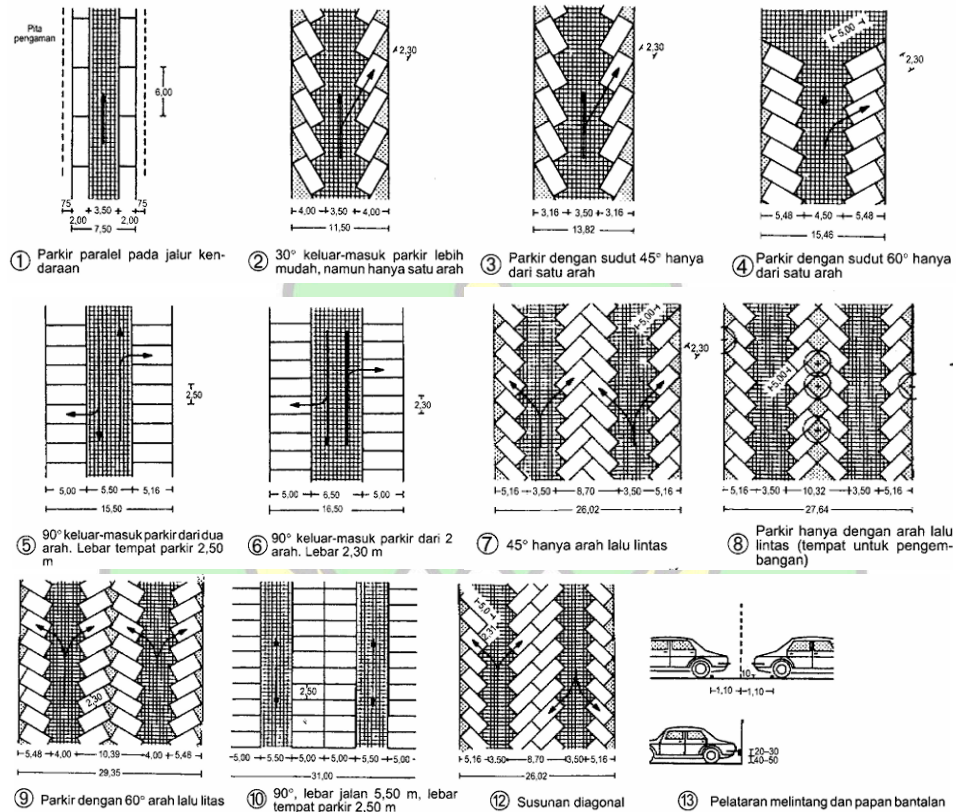 Pita
pengaman
6,00
75 +3,50+ 75
2,00 2,00
7,50
① Parkir paralel pada jalur ken-
daraan
2,30
4,00 +3,50+ 4,00
11,50
② 30° keluar-masuk parkir lebih
mudah, namun hanya satu arah
2,30
3,16 + 3,50 + 3,16
13,82
③ Parkir dengan sudut 45° hanya
dari satu arah
5,00
2,30
5,48 + 4,50 + 5,48
15,46
④ Parkir dengan sudut 60° hanya
dari satu arah
2,50
5,00 + 5,50 + 5,16
15,50
⑤ 90° keluar-masuk parkir dari dua
arah. Lebar tempat parkir 2,50
m
2,30
5,00 + 6,50 + 5,00
16,50
⑥ 90° keluar-masuk parkir dari 2
arah. Lebar 2,30 m
5,00
2,30
5,16 +3,50+ 8,70 +3,50+5,16
26,02
⑦ 45° hanya arah lalu lintas
5,00
5,16 +3,50+ 10,32 +3,50+5,16
27,64
⑧ Parkir hanya dengan arah lalu
lintas (tempat untuk pengem-
bangan)
2,30
5,48 +4,00+ 10,39 +4,00+ 5,48
29,35
⑨ Parkir dengan 60° arah lalu litas
2,50
5,00 +5,50 +5,00 +5,00 +5,50 +5,00
31,00
⑩ 90°, lebar jalan 5,50 m, lebar
tempat parkir 2,50 m
5,0
2,31
5,16 +3,50+ 8,70 +3,50+5,16
26,02
⑫ Susunan diagonal
10
1,10 +1,10
20–30
40–50
⑬ Pelataran melintang dan papan bantalan